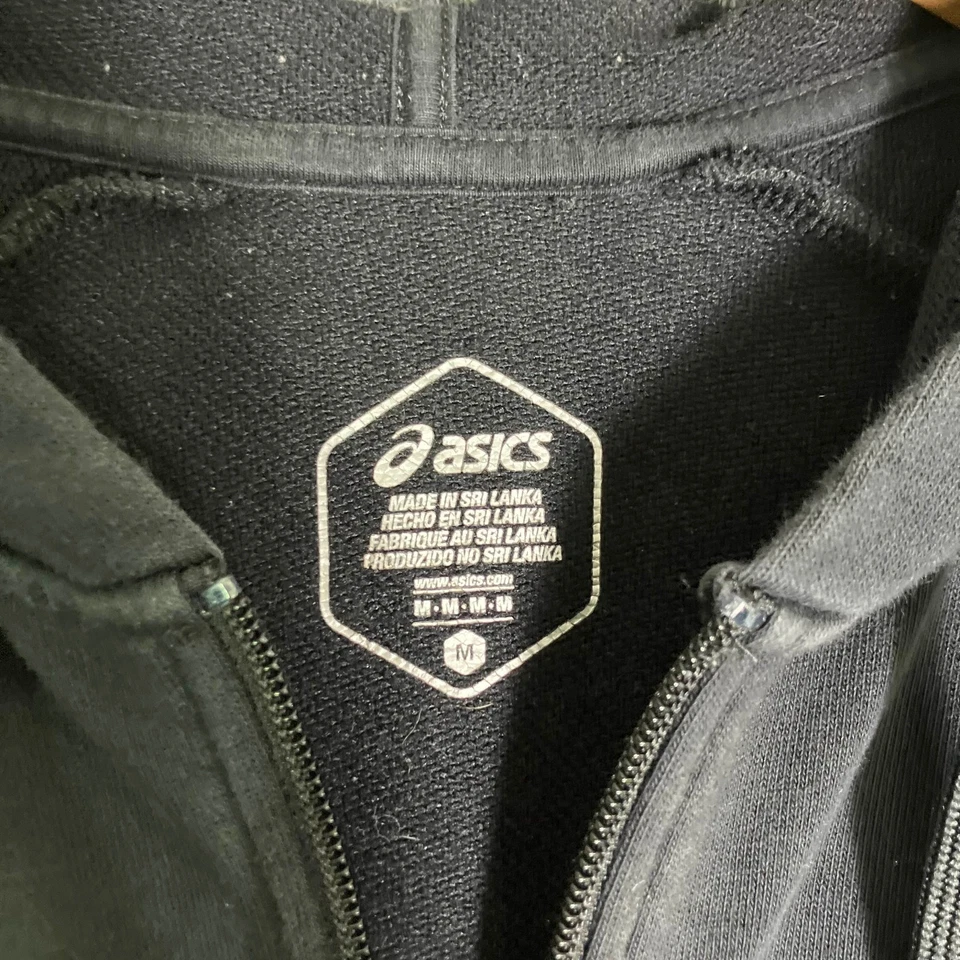 asics
MADE IN SRI LANKA
HECHO EN SRI LANKA
FABRIQUE AU SRI LANKA
PRODUZIDO NO SRI LANKA
www.asics.com
M·M·M·M
M